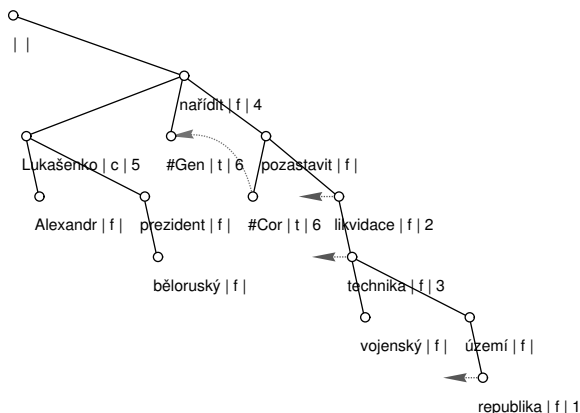 | |
nařídit | f | 4
Lukašenko | c | 5
#Gen | t | 6
pozastavit | f |
Alexandr | f |
prezident | f |
#Cor | t | 6
likvidace | f | 2
běloruský | f |
technika | f | 3
vojenský | f |
území | f |
republika | f | 1